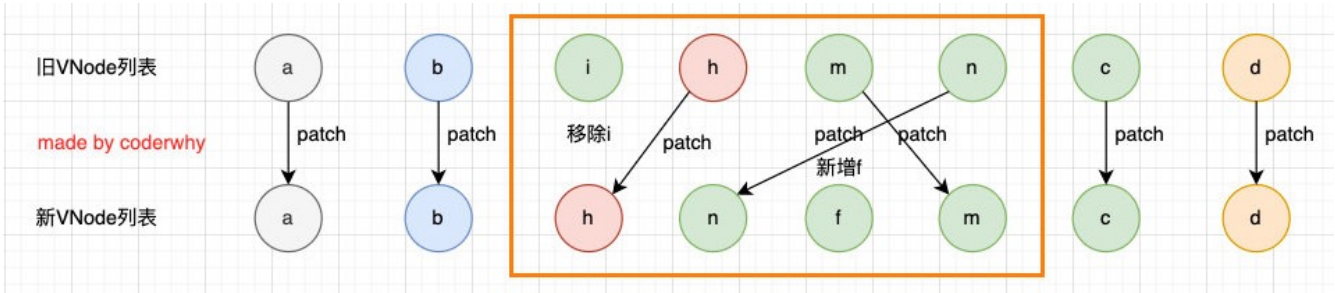 旧VNode列表 a b i h m n c d
made by coderwhy patch patch 移除i patch patch patch patch patch
新增f
新VNode列表 a b h n f m c d